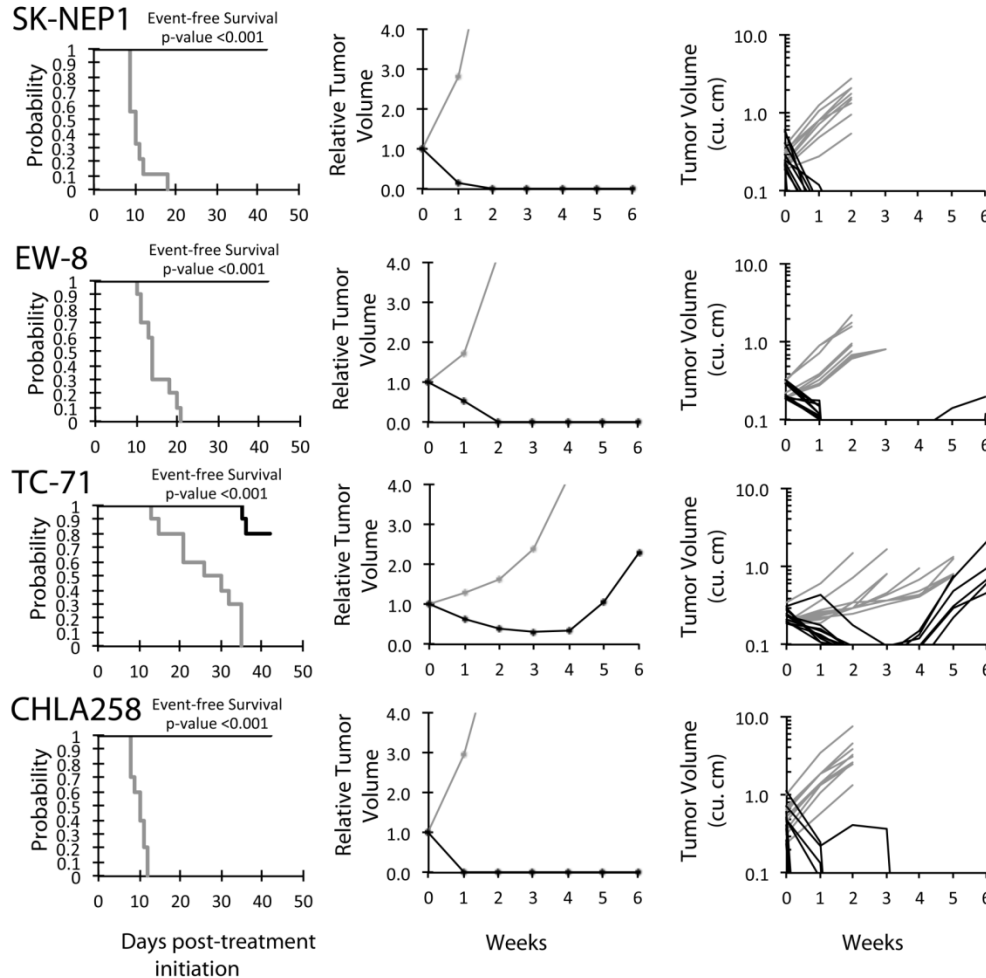 SK-NEP1
Event-free Survival
p-value <0.001
Probability
1
0.9
0.8
0.7
0.6
0.5
0.4
0.3
0.2
0.1
0
0 10 20 30 40 50
Relative Tumor
Volume
4.0
3.0
2.0
1.0
0.0
0 1 2 3 4 5 6
Tumor Volume
(cu. cm)
10.0
1.0
0.1
0 1 2 3 4 5 6
EW-8
Event-free Survival
p-value <0.001
Probability
1
0.9
0.8
0.7
0.6
0.5
0.4
0.3
0.2
0.1
0
0 10 20 30 40 50
Relative Tumor
Volume
4.0
3.0
2.0
1.0
0.0
0 1 2 3 4 5 6
Tumor Volume
(cu. cm)
10.0
1.0
0.1
0 1 2 3 4 5 6
TC-71
Event-free Survival
p-value <0.001
Probability
1
0.9
0.8
0.7
0.6
0.5
0.4
0.3
0.2
0.1
0
0 10 20 30 40 50
Relative Tumor
Volume
4.0
3.0
2.0
1.0
0.0
0 1 2 3 4 5 6
Tumor Volume
(cu. cm)
10.0
1.0
0.1
0 1 2 3 4 5 6
CHLA258
Event-free Survival
p-value <0.001
Probability
1
0.9
0.8
0.7
0.6
0.5
0.4
0.3
0.2
0.1
0
0 10 20 30 40 50
Days post-treatment
initiation
Relative Tumor
Volume
4.0
3.0
2.0
1.0
0.0
0 1 2 3 4 5 6
Weeks
Tumor Volume
(cu. cm)
10.0
1.0
0.1
0 1 2 3 4 5 6
Weeks